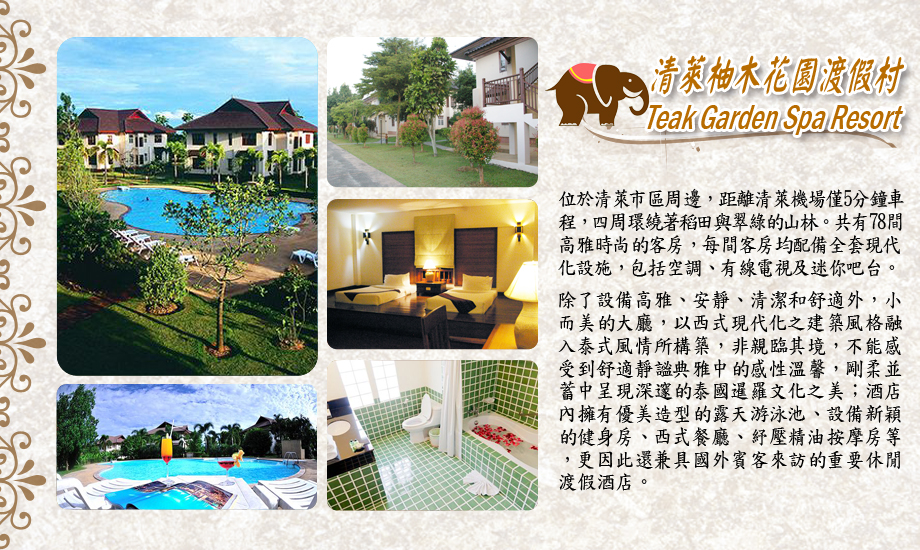 清萊柚木花園渡假村
Teak Garden Spa Resort
位於清萊市區周邊，距離清萊機場僅5分鐘車
程，四周環繞著稻田與翠綠的山林。共有78間
高雅時尚的客房，每間客房均配備全套現代
化設施，包括空調、有線電視及迷你吧台。
除了設備高雅、安靜、清潔和舒適外，小
而美的大廳，以西式現代化之建築風格融
入泰式風情所構築，非親臨其境，不能感
受到舒適靜謐典雅中的感性溫馨，剛柔並
蓄中呈現深邃的泰國暹羅文化之美；酒店
內擁有優美造型的露天游泳池、設備新穎
的健身房、西式餐廳、紓壓精油按摩房等
，更因此還兼具國外賓客來訪的重要休閒
渡假酒店。